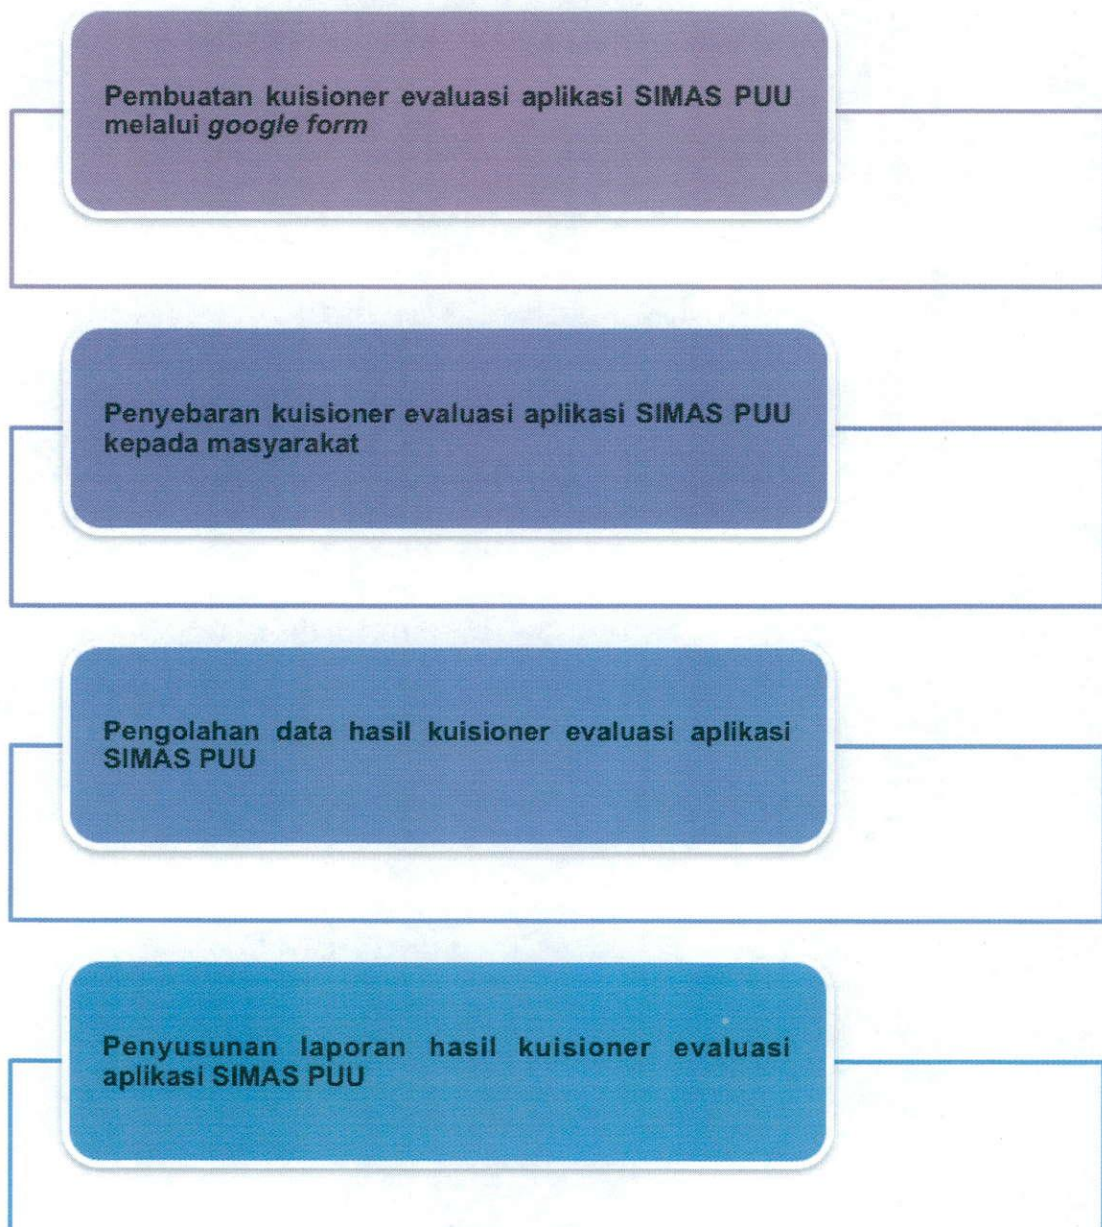 Pembuatan kuisioner evaluasi aplikasi SIMAS PUU
melalui google form
Penyebaran kuisioner evaluasi aplikasi SIMAS PUU
kepada masyarakat
Pengolahan data hasil kuisioner evaluasi aplikasi
SIMAS PUU
Penyusunan laporan hasil kuisioner evaluasi
aplikasi SIMAS PUU